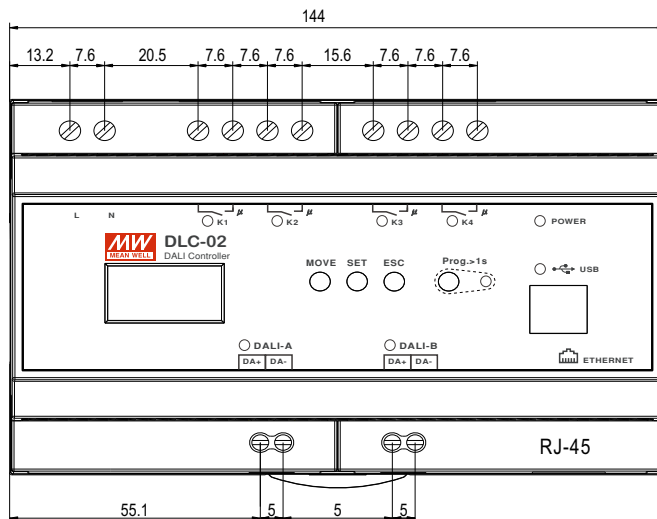 144
13.2 7.6 20.5 7.6 7.6 7.6 15.6 7.6 7.6 7.6
L N
K1 μ K2 μ K3 μ K4 μ
POWER
MW
MEAN WELL
DLC-02
DALI Controller
MOVE SET ESC Prog.>1s
USB
DALI-A DALI-B
DA+ DA- DA+ DA-
ETHERNET
RJ-45
55.1 5 5 5